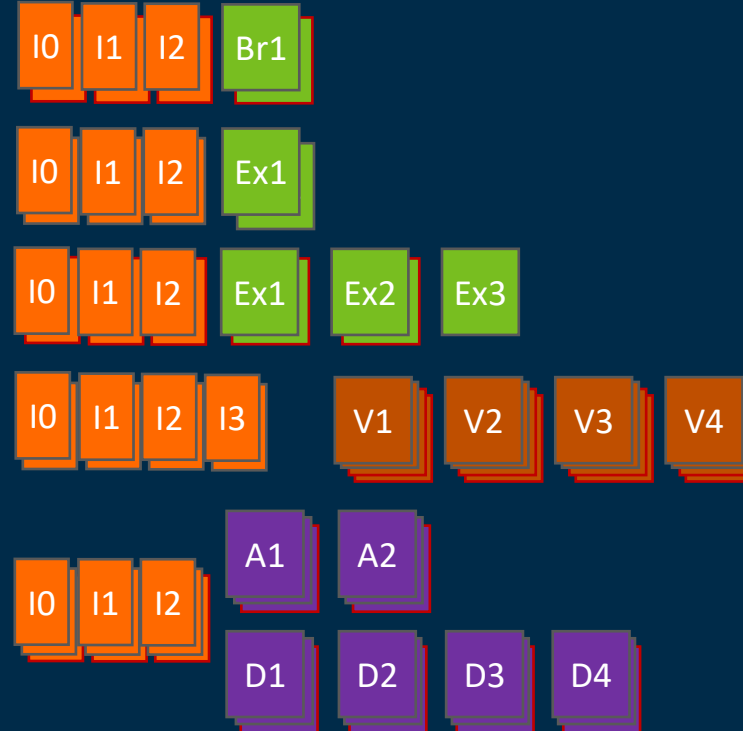 I0 I1 I2 Br1
I0 I1 I2 Ex1
I0 I1 I2 Ex1 Ex2 Ex3
I0 I1 I2 I3 V1 V2 V3 V4
A1 A2
I0 I1 I2
D1 D2 D3 D4